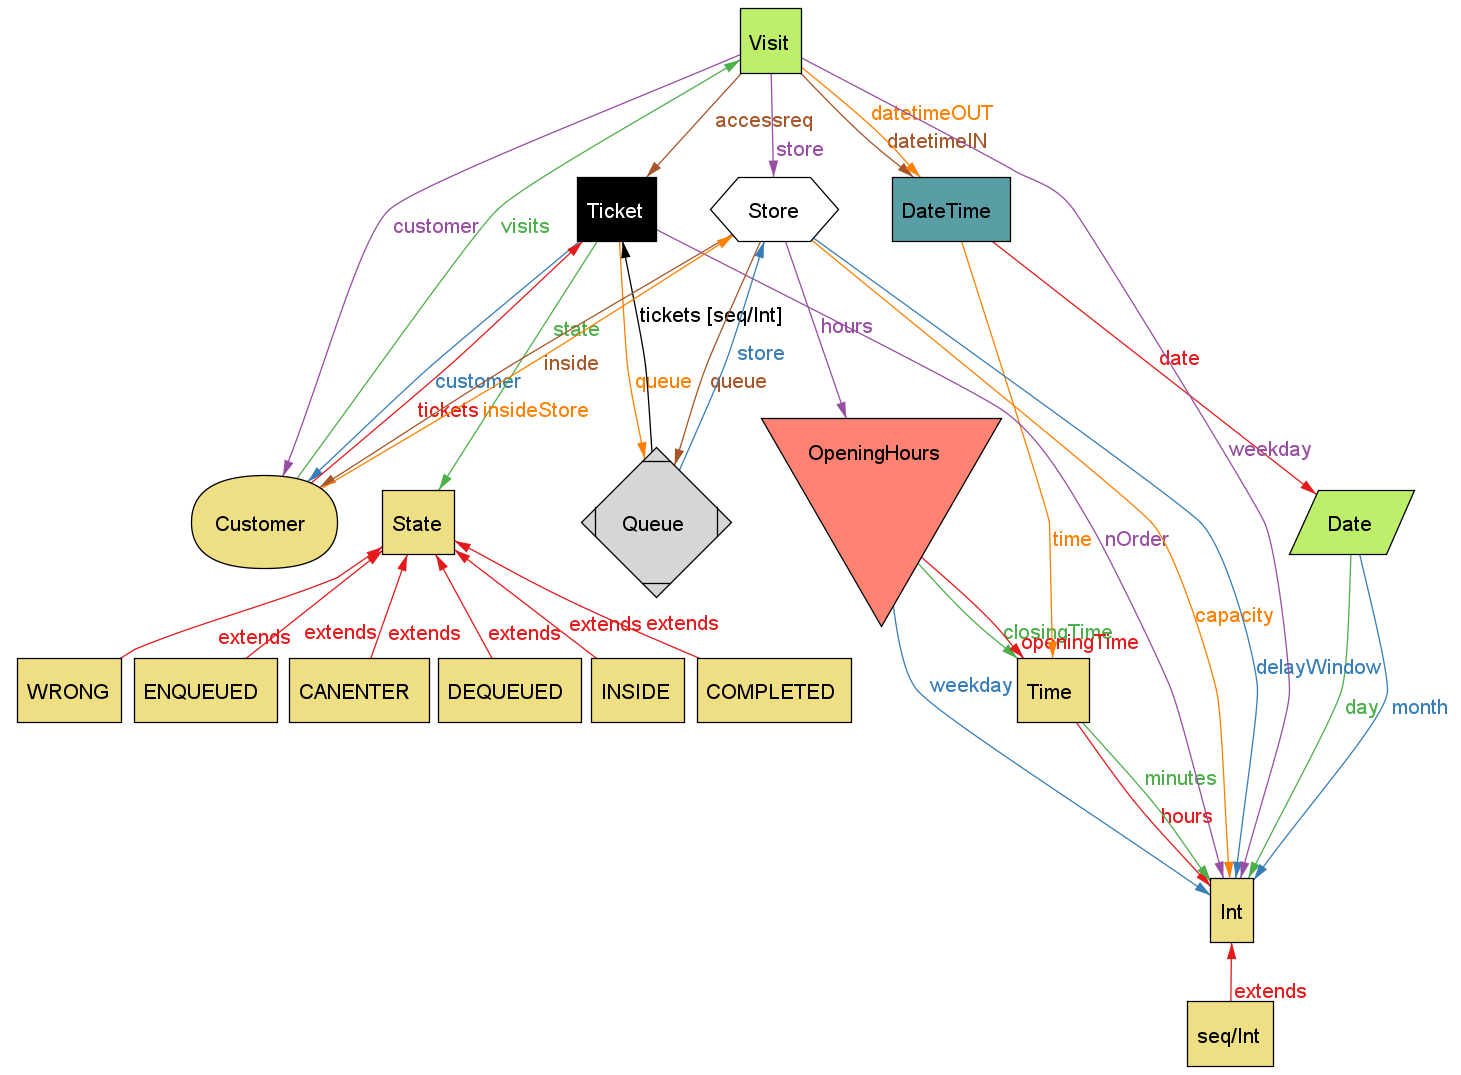 Visit
datetimeOUT
accessreq
datetimeIN
store
Ticket
Store
DateTime
customer
visits
tickets [seq/Int]
hours
state
store
date
inside
customer
queue
queue
tickets
insideStore
weekday
OpeningHours
Customer
State
Queue
Date
time
nOrder
capacity
extends
extends
extends
extends
extends
extends
closingTime
openingTime
delayWindow
weekday
WRONG
ENQUEUED
CANENTER
DEQUEUED
INSIDE
COMPLETED
Time
day
month
minutes
hours
Int
extends
seq/Int